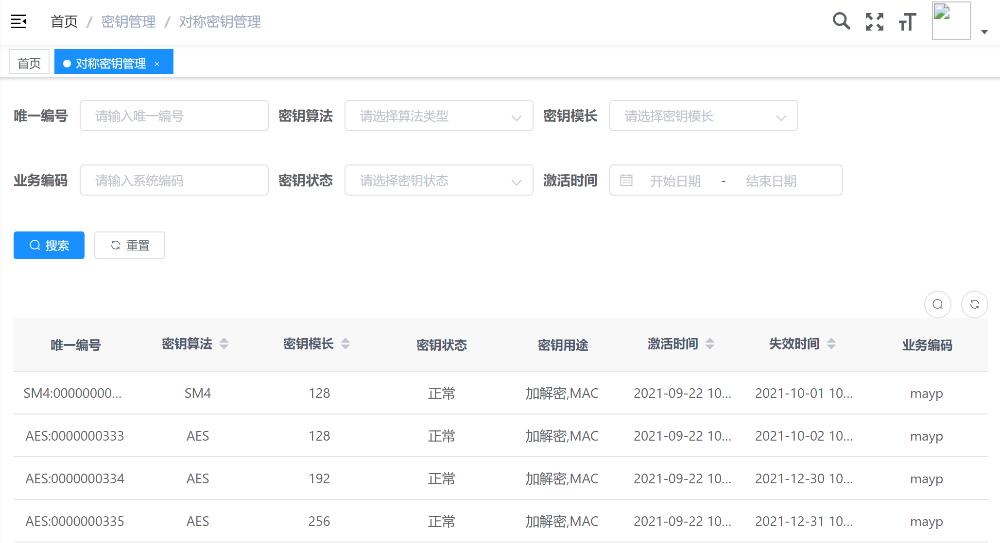 首页 / 密钥管理 / 对称密钥管理
首页 对称密钥管理 ×
唯一编号 请输入唯一编号 密钥算法 请选择算法类型 密钥模长 请选择密钥模长
业务编码 请输入系统编码 密钥状态 请选择密钥状态 激活时间 开始日期 - 结束日期
搜索 重置
唯一编号 密钥算法 密钥模长 密钥状态 密钥用途 激活时间 失效时间 业务编码
SM4:00000000... SM4 128 正常 加解密,MAC 2021-09-22 10... 2021-10-01 10... mayp
AES:0000000333 AES 128 正常 加解密,MAC 2021-09-22 10... 2021-10-02 10... mayp
AES:0000000334 AES 192 正常 加解密,MAC 2021-09-22 10... 2021-12-30 10... mayp
AES:0000000335 AES 256 正常 加解密,MAC 2021-09-22 10... 2021-12-31 10... mayp